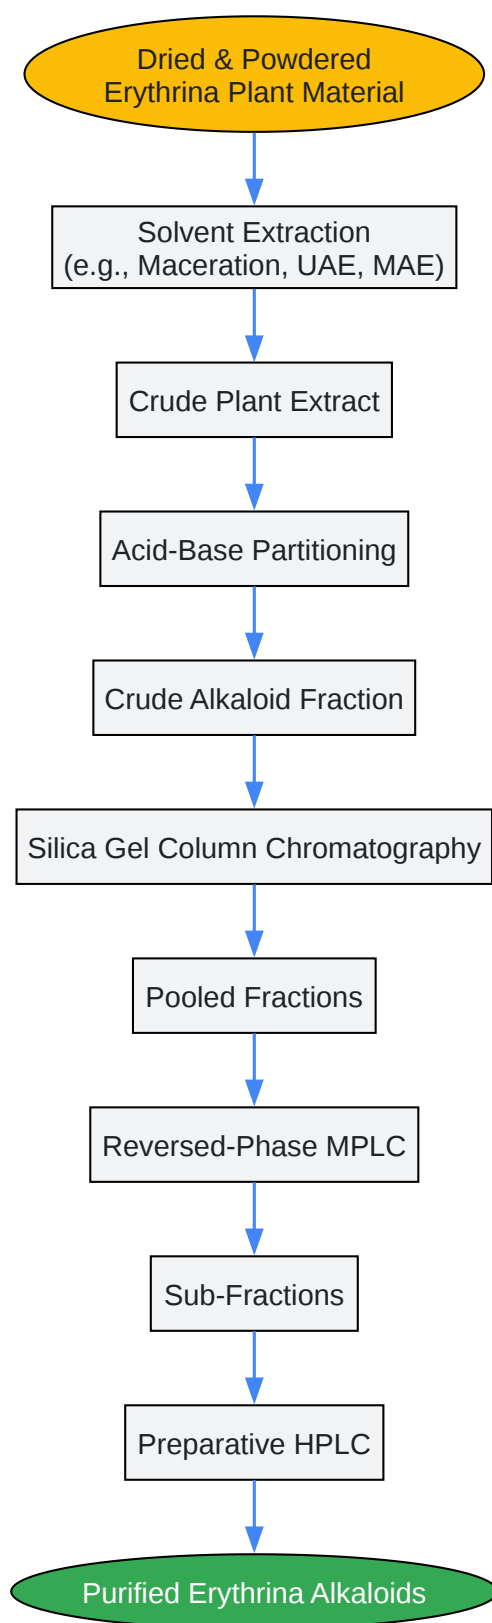 Dried & Powdered
Erythrina Plant Material
Solvent Extraction
(e.g., Maceration, UAE, MAE)
Crude Plant Extract
Acid-Base Partitioning
Crude Alkaloid Fraction
Silica Gel Column Chromatography
Pooled Fractions
Reversed-Phase MPLC
Sub-Fractions
Preparative HPLC
Purified Erythrina Alkaloids